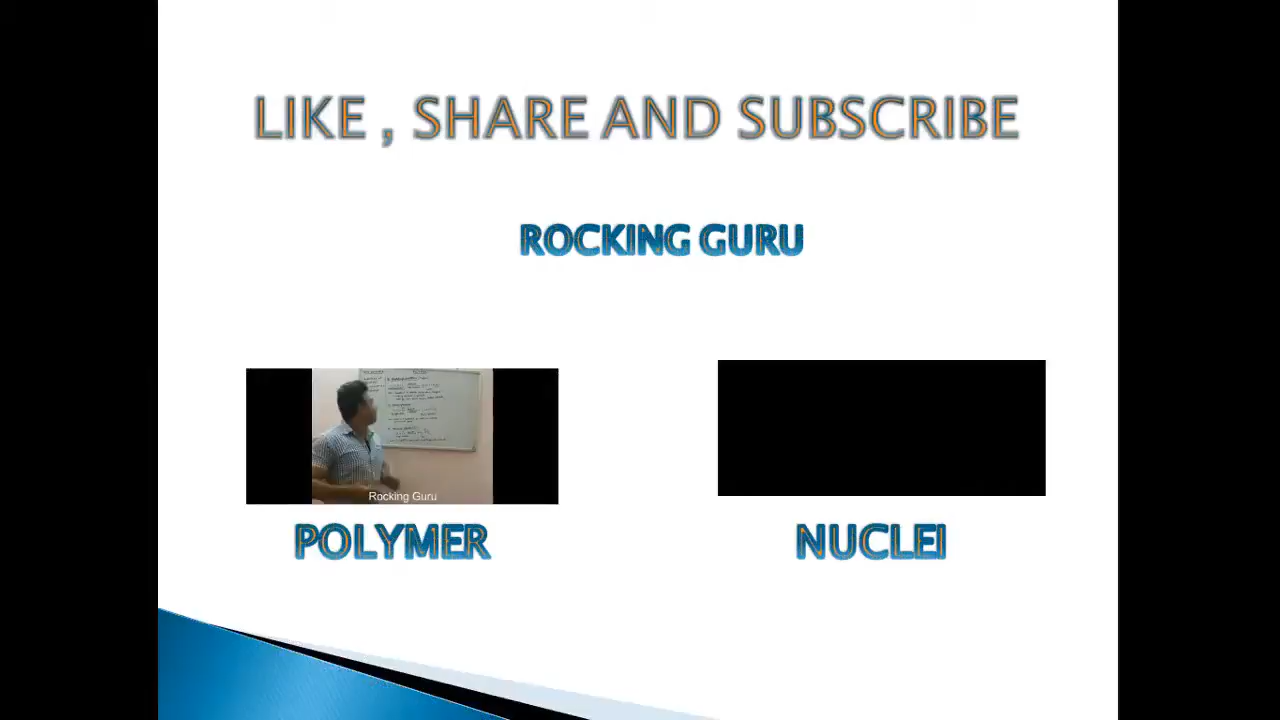 LIKE , SHARE AND SUBSCRIBE
ROCKING GURU
Rocking Guru
POLYMER
NUCLEI